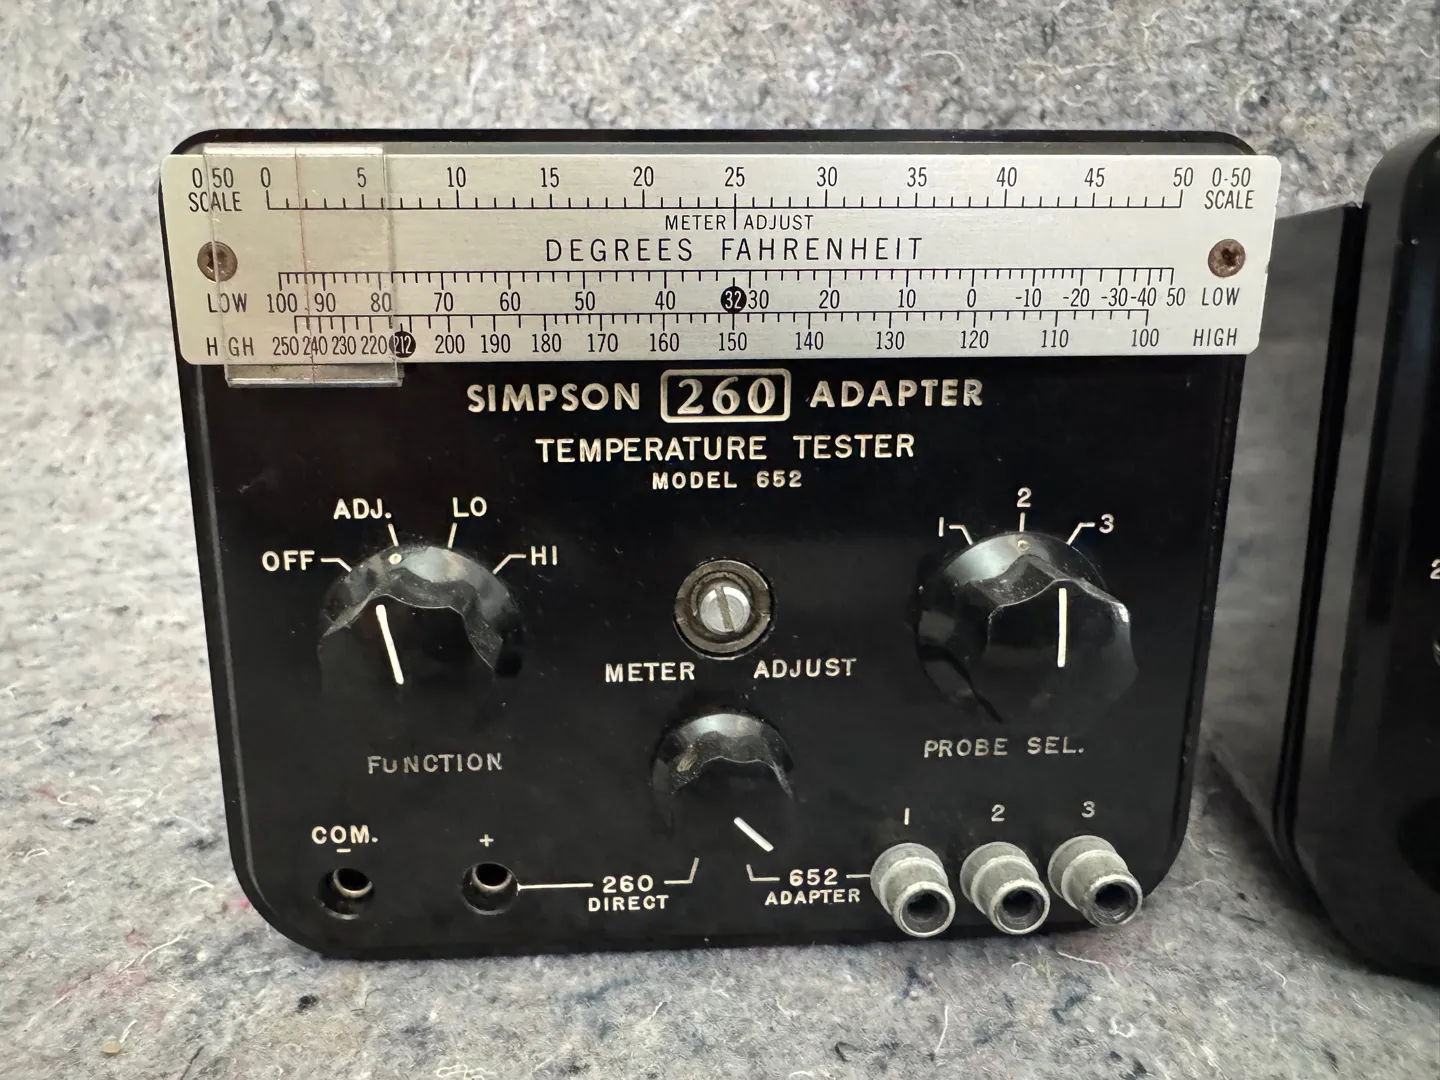 0-50 0 5 10 15 20 25 30 35 40 45 50 0-50
SCALE SCALE
METER ADJUST
DEGREES FAHRENHEIT
LOW 100 90 80 70 60 50 40 32 30 20 10 0 -10 -20 -30 -40 50 LOW
HIGH 250 240 230 220 212 200 190 180 170 160 150 140 130 120 110 100 HIGH
SIMPSON 260 ADAPTER
TEMPERATURE TESTER
MODEL 652
OFF ADJ. LO HI
1 2 3
METER ADJUST
FUNCTION
PROBE SEL.
COM. +
-
260 DIRECT
652 ADAPTER
1 2 3
2